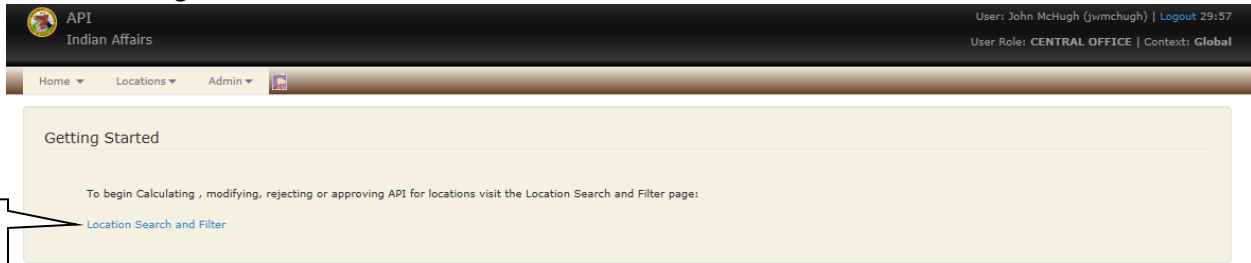 API
Indian Affairs
User: John McHugh (jwmchugh) | Logout 29:57
User Role: CENTRAL OFFICE | Context: Global
Home Locations Admin
Getting Started
To begin Calculating , modifying, rejecting or approving API for locations visit the Location Search and Filter page:
Location Search and Filter